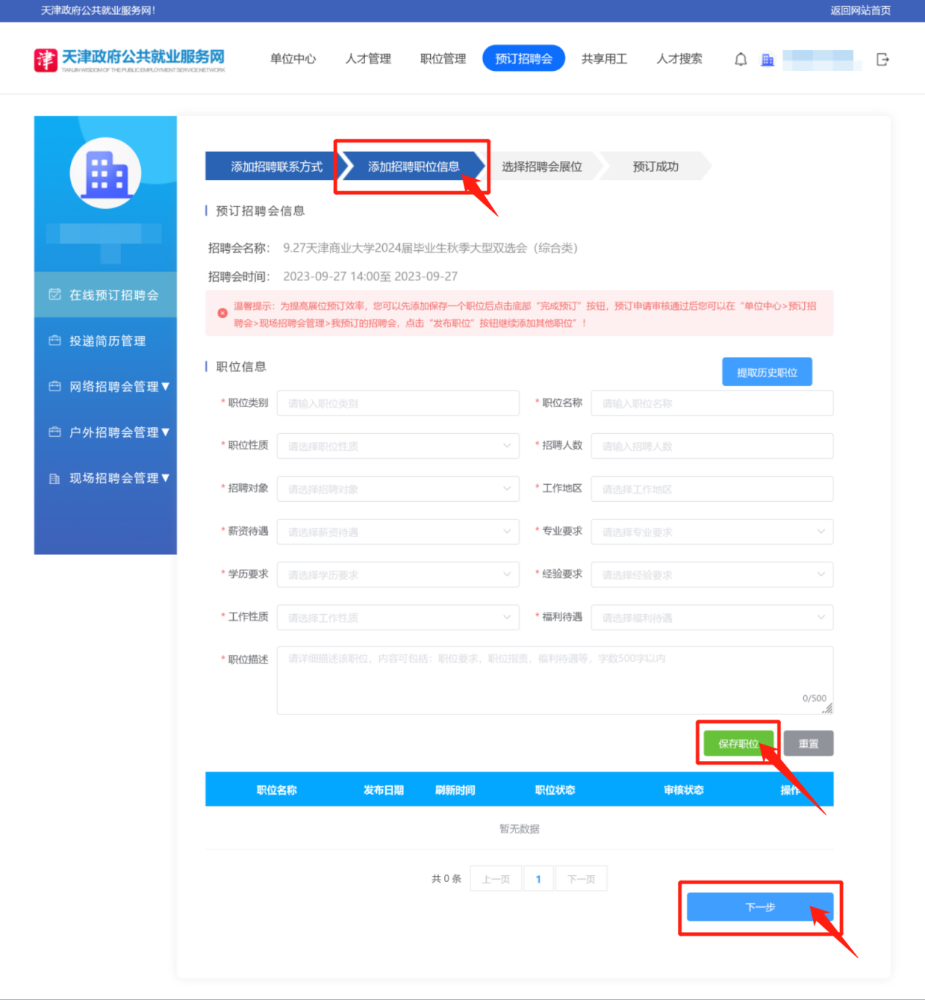 天津政府公共就业服务网!
返回网站首页
津 天津政府公共就业服务网
TIANJIN WISDOM OF THE PUBLIC EMPLOYMENT SERVICE NETWORK
单位中心 人才管理 职位管理 预订招聘会 共享用工 人才搜索
在线预订招聘会
投递简历管理
网络招聘会管理▼
户外招聘会管理▼
现场招聘会管理▼
添加招聘联系方式 添加招聘职位信息 选择招聘会展位 预订成功
预订招聘会信息
招聘会名称： 9.27天津商业大学2024届毕业生秋季大型双选会（综合类）
招聘会时间： 2023-09-27 14:00至 2023-09-27
温馨提示：为提高展位预订效率，您可以先添加保存一个职位后点击底部“完成预订”按钮，预订申请审核通过后您可以在“单位中心>预订招
聘会>现场招聘会管理>我预订的招聘会，点击“发布职位”按钮继续添加其他职位”！
职位信息
提取历史职位
* 职位类别 请输入职位类别 * 职位名称 请输入职位名称
* 职位性质 请选择职位性质 * 招聘人数 请输入招聘人数
* 招聘对象 请选择招聘对象 * 工作地区 请选择工作地区
* 薪资待遇 请选择薪资待遇 * 专业要求 请选择专业要求
* 学历要求 请选择学历要求 * 经验要求 请选择经验要求
* 工作性质 请选择工作性质 * 福利待遇 请选择福利待遇
* 职位描述 请详细描述该职位，内容可包括：职位要求，职位指责，福利待遇等，字数500字以内
0/500
保存职位 重置
职位名称 发布日期 刷新时间 职位状态 审核状态 操作
暂无数据
共 0 条 上一页 1 下一页
下一步